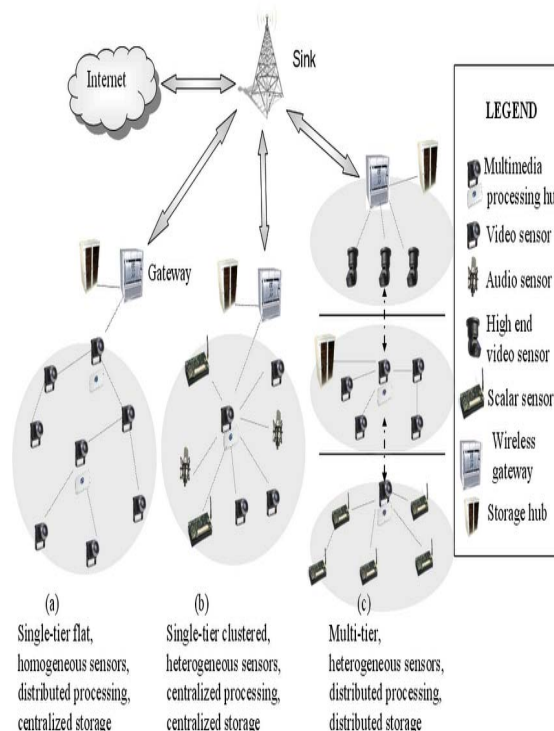 Internet
Sink
Gateway
LEGEND
Multimedia
processing hu
Video sensor
Audio sensor
High end
video sensor
Scalar sensor
Wireless
gateway
Storage hub
(a)
Single-tier flat,
homogeneous sensors,
distributed processing,
centralized storage
(b)
Single-tier clustered,
heterogeneous sensors,
centralized processing,
centralized storage
(c)
Multi-tier,
heterogeneous sensors,
distributed processing,
distributed storage